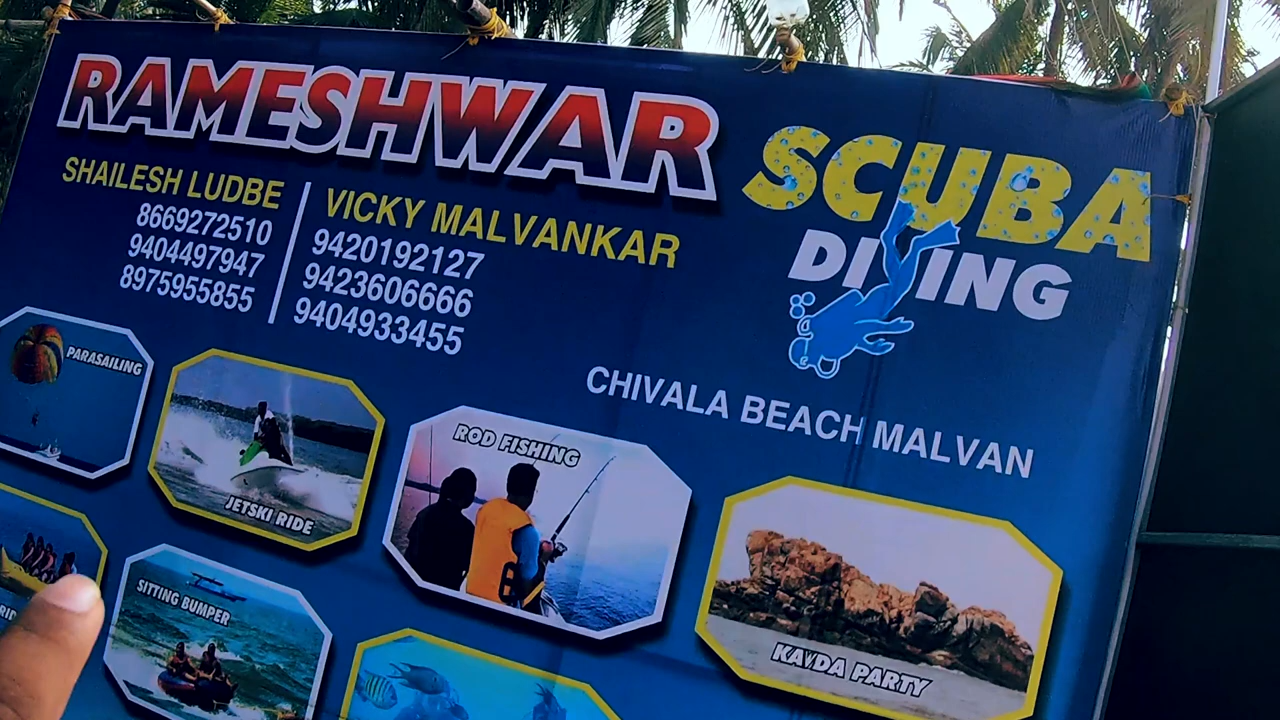 RAMESHWAR
SCUBA
DIVING
SHAILESH LUDBE
8669272510
9404497947
8975955855
VICKY MALVANKAR
9420192127
9423606666
9404933455
CHIVALA BEACH MALVAN
PARASAILING
JETSKI RIDE
ROD FISHING
KAVDA PARTY
SITTING BUMPER